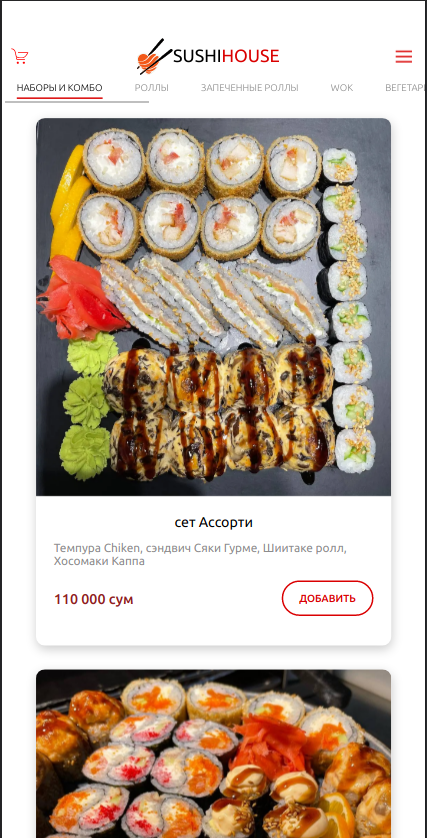 SUSHIHOUSE
НАБОРЫ И КОМБО РОЛЛЫ ЗАПЕЧЕННЫЕ РОЛЛЫ WOK
сет Ассорти
Темпура Chiken, сэндвич Сяки Гурме, Шиитаке ролл,
Хосомаки Каппа
110 000 сум
ДОБАВИТЬ